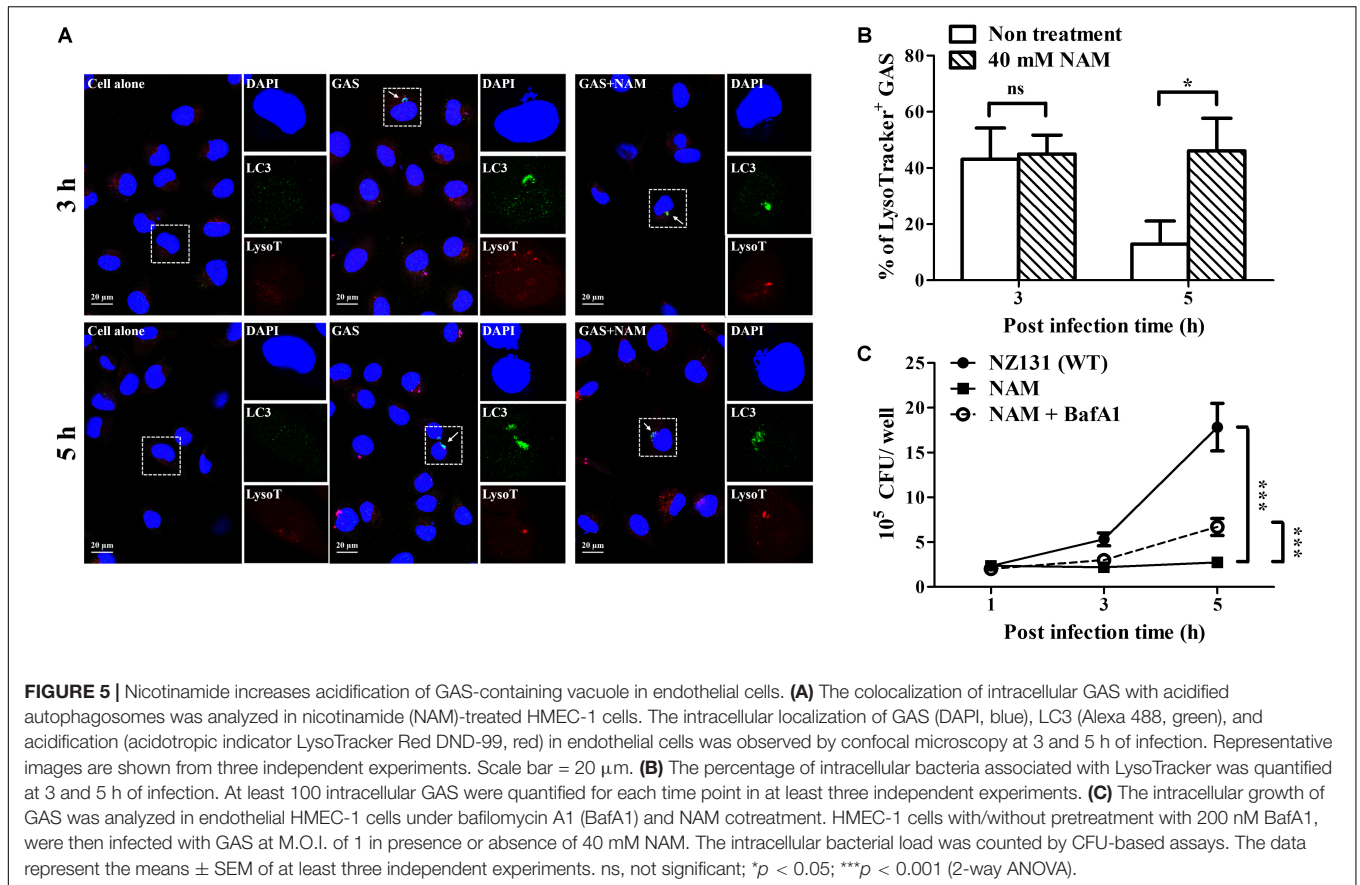 A
Cell alone
DAPI
GAS
DAPI
GAS+NAM
DAPI
LC3
LC3
LC3
3 h
LysoT
LysoT
LysoT
20 µm
20 µm
20 µm
Cell alone
DAPI
GAS
DAPI
GAS+NAM
DAPI
LC3
LC3
LC3
5 h
LysoT
LysoT
LysoT
20 µm
20 µm
20 µm
B
Non treatment
40 mM NAM
% of LysoTracker+ GAS
80
60
40
20
0
ns
*
3
5
Post infection time (h)
C
NZ131 (WT)
NAM
NAM + BafA1
10⁵ CFU/ well
25
20
15
10
5
0
***
***
1
3
5
Post infection time (h)
FIGURE 5 | Nicotinamide increases acidification of GAS-containing vacuole in endothelial cells. (A) The colocalization of intracellular GAS with acidified
autophagosomes was analyzed in nicotinamide (NAM)-treated HMEC-1 cells. The intracellular localization of GAS (DAPI, blue), LC3 (Alexa 488, green), and
acidification (acidotropic indicator LysoTracker Red DND-99, red) in endothelial cells was observed by confocal microscopy at 3 and 5 h of infection. Representative
images are shown from three independent experiments. Scale bar = 20 µm. (B) The percentage of intracellular bacteria associated with LysoTracker was quantified
at 3 and 5 h of infection. At least 100 intracellular GAS were quantified for each time point in at least three independent experiments. (C) The intracellular growth of
GAS was analyzed in endothelial HMEC-1 cells under bafilomycin A1 (BafA1) and NAM cotreatment. HMEC-1 cells with/without pretreatment with 200 nM BafA1,
were then infected with GAS at M.O.I. of 1 in presence or absence of 40 mM NAM. The intracellular bacterial load was counted by CFU-based assays. The data
represent the means ± SEM of at least three independent experiments. ns, not significant; *p < 0.05; ***p < 0.001 (2-way ANOVA).